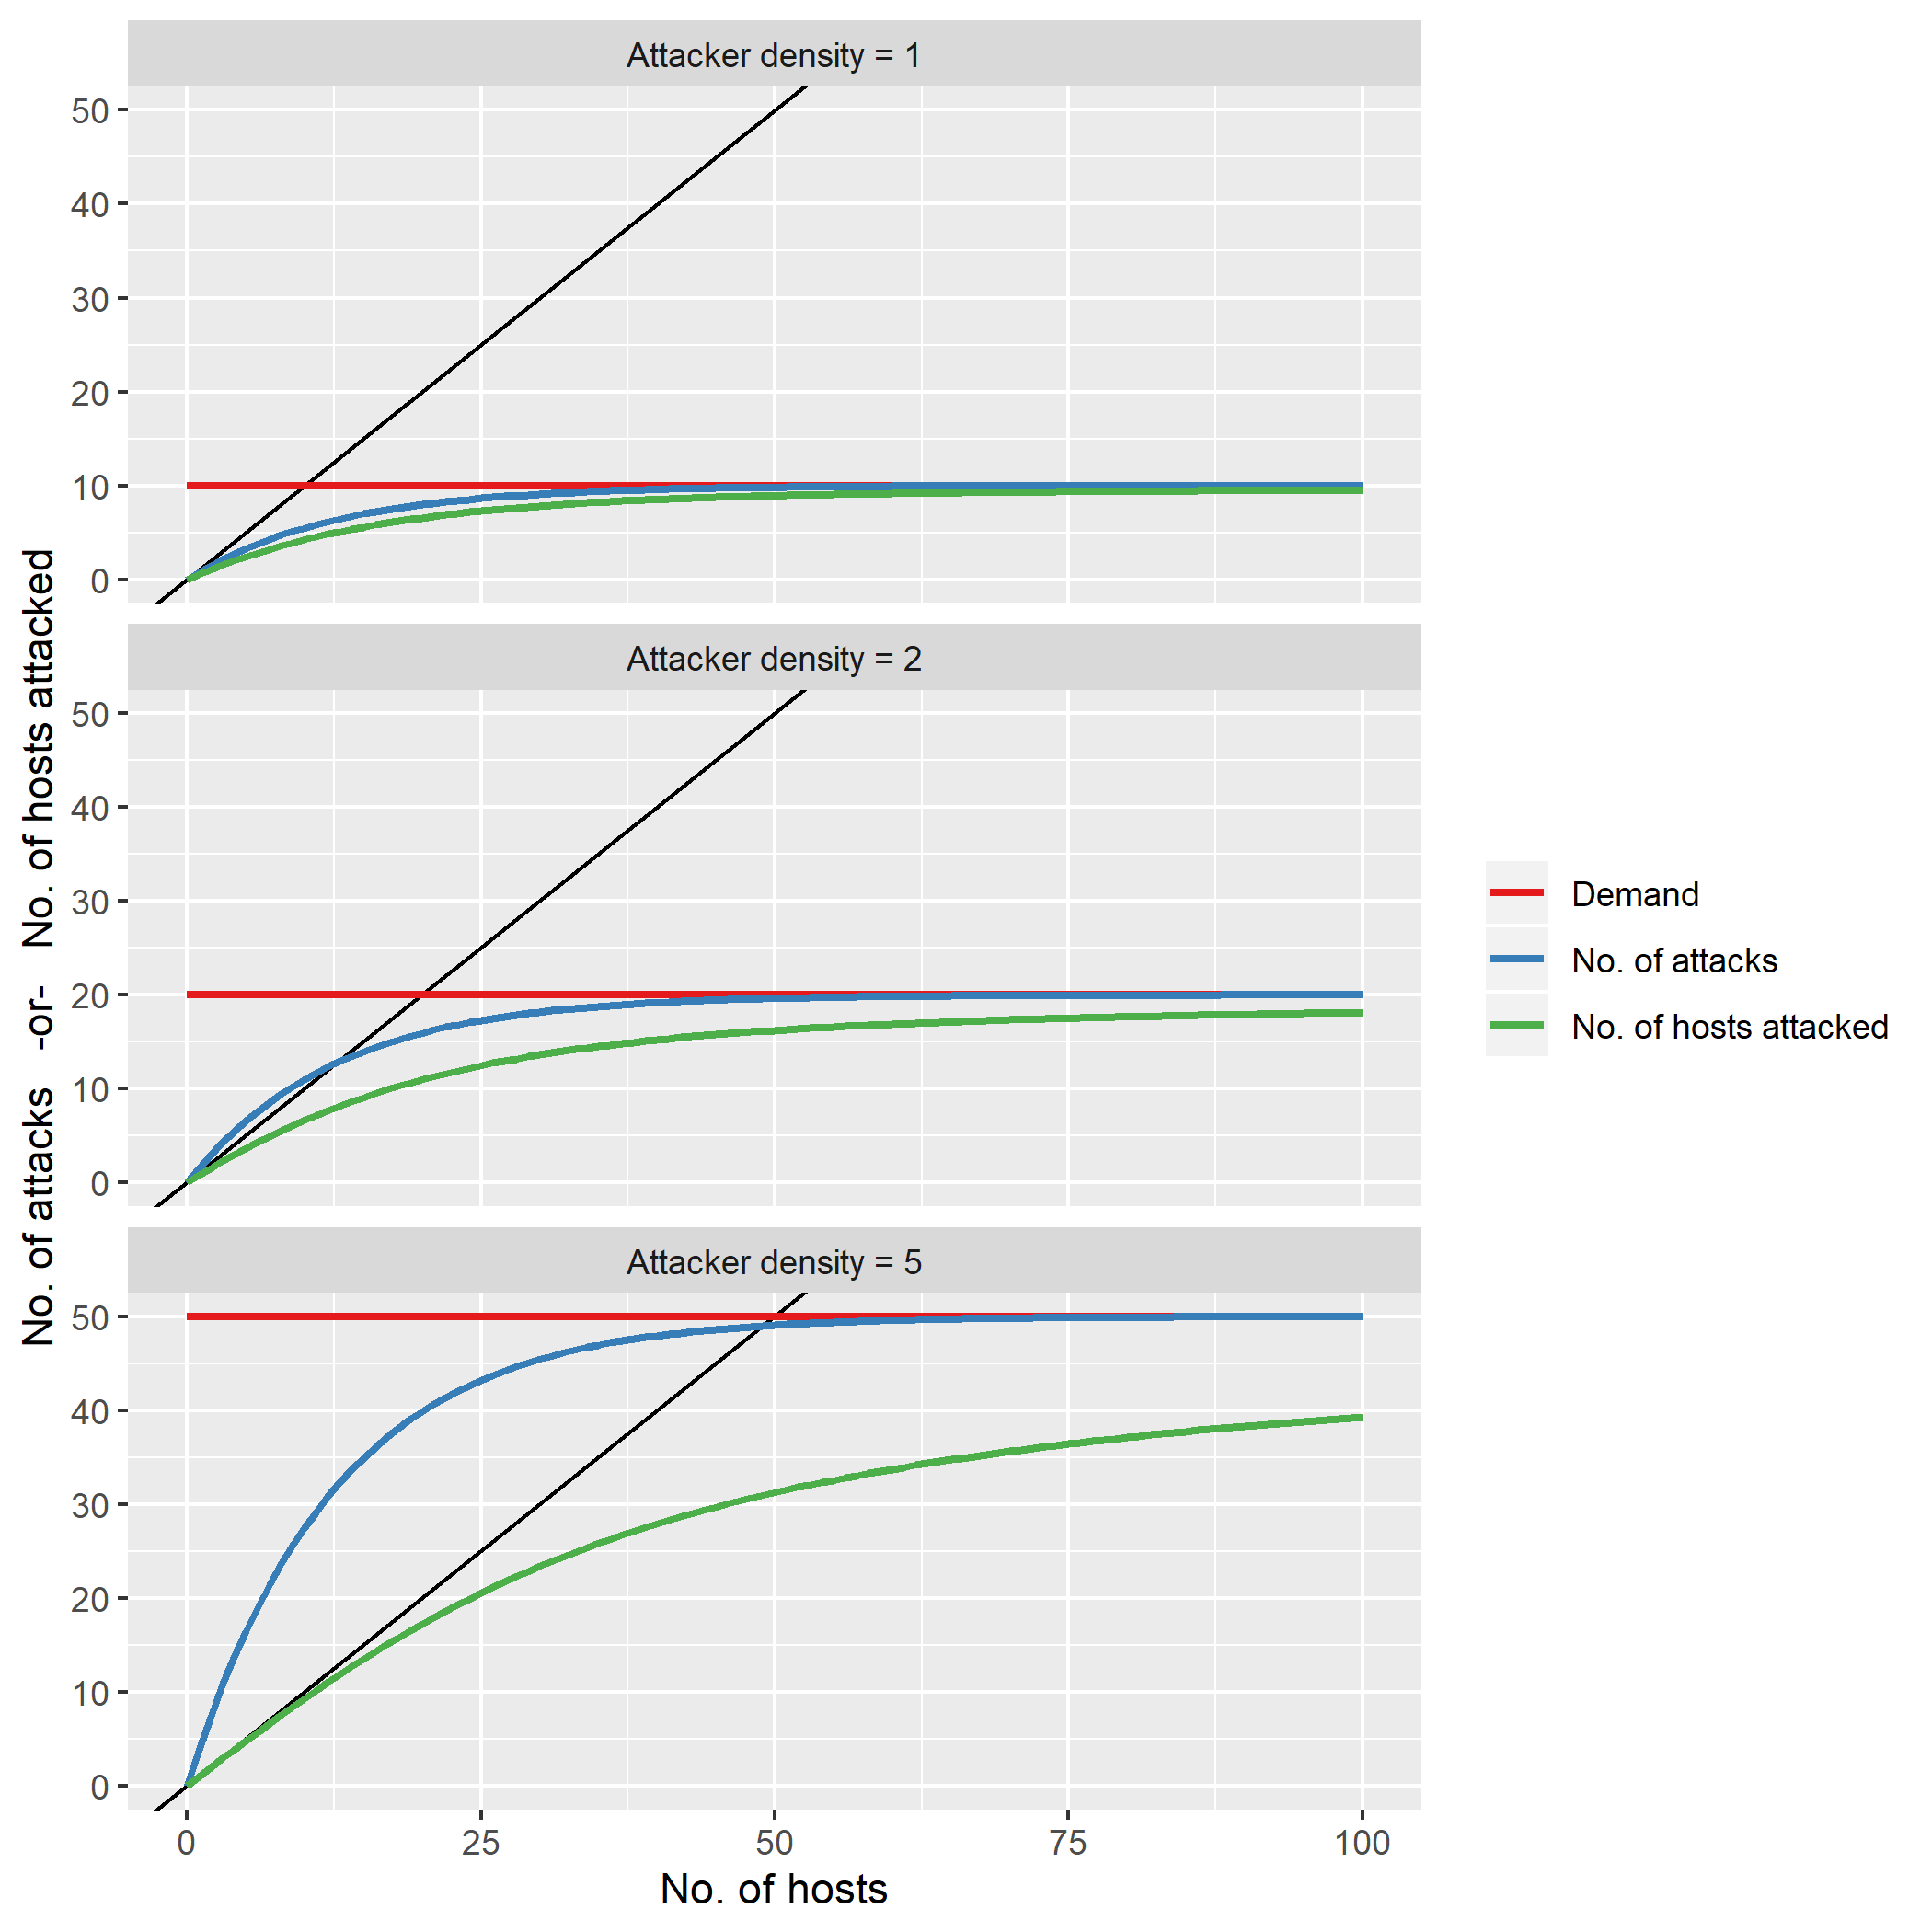 Attacker density = 1
50
40
30
20
10
0
Attacker density = 2
50
40
30
20
10
0
Attacker density = 5
50
40
30
20
10
0
0 25 50 75 100
No. of hosts
No. of attacks -or- No. of hosts attacked
Demand
No. of attacks
No. of hosts attacked